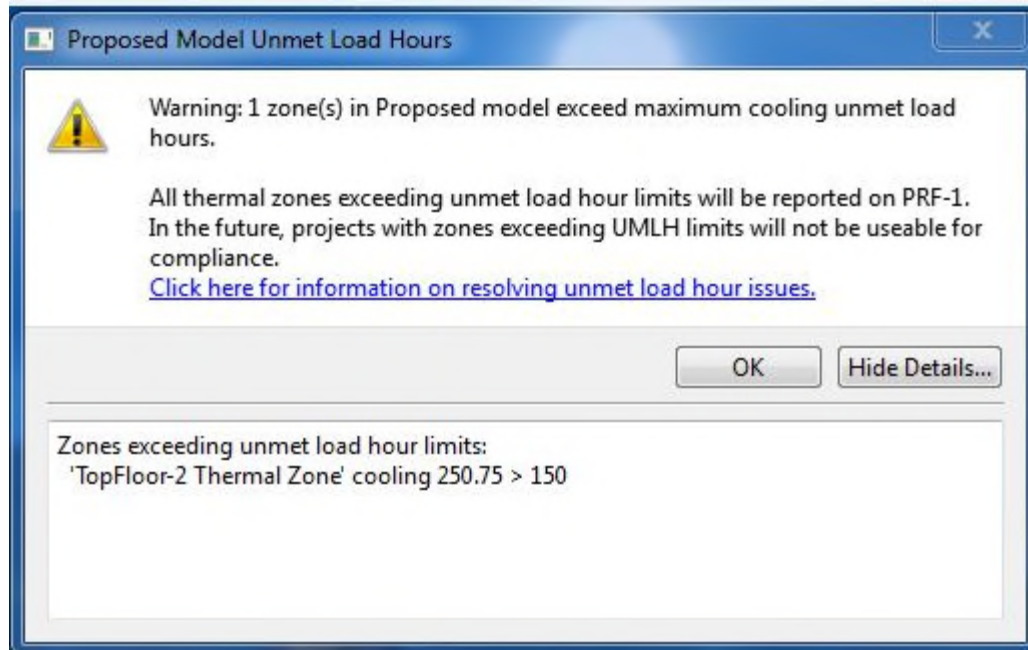 Proposed Model Unmet Load Hours
Warning: 1 zone(s) in Proposed model exceed maximum cooling unmet load
hours.
All thermal zones exceeding unmet load hour limits will be reported on PRF-1.
In the future, projects with zones exceeding UMLH limits will not be useable for
compliance.
Click here for information on resolving unmet load hour issues.
OK
Hide Details...
Zones exceeding unmet load hour limits:
'TopFloor-2 Thermal Zone' cooling 250.75 > 150